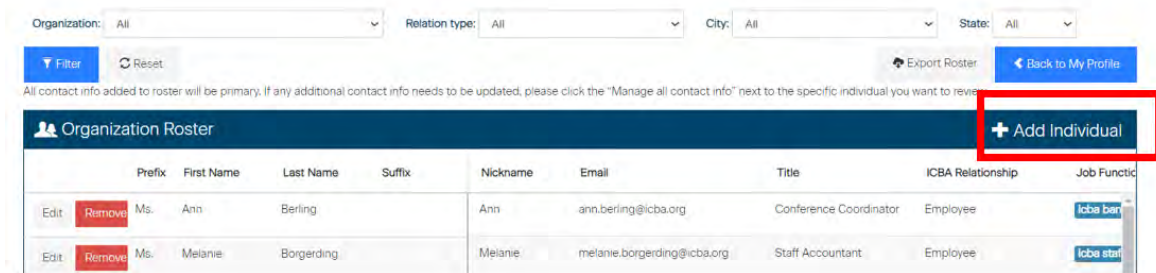 Organization: All Relation type: All City: All State: All
Filter Reset Export Roster Back to My Profile
All contact info added to roster will be primary. If any additional contact info needs to be updated, please click the "Manage all contact info" next to the specific individual you want to review
Organization Roster Add Individual
Prefix First Name Last Name Suffix Nickname Email Title ICBA Relationship Job Functio
Edit Remove Ms. Ann Berling Ann ann.berling@icba.org Conference Coordinator Employee icba ban
Edit Remove Ms. Melanie Borgerding Melanie melanie.borgerding@icba.org Staff Accountant Employee icba staf